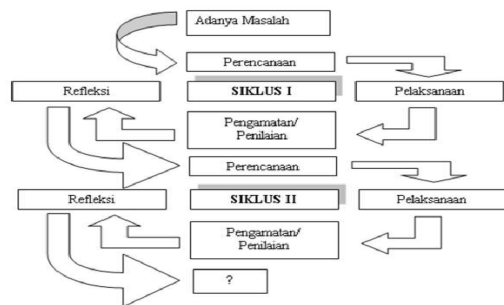 Adanya Masalah
Perencanaan
Refleksi
SIKLUS I
Pelaksanaan
Pengamatan/
Penilaian
Perencanaan
Refleksi
SIKLUS II
Pelaksanaan
Pengamatan/
Penilaian
?